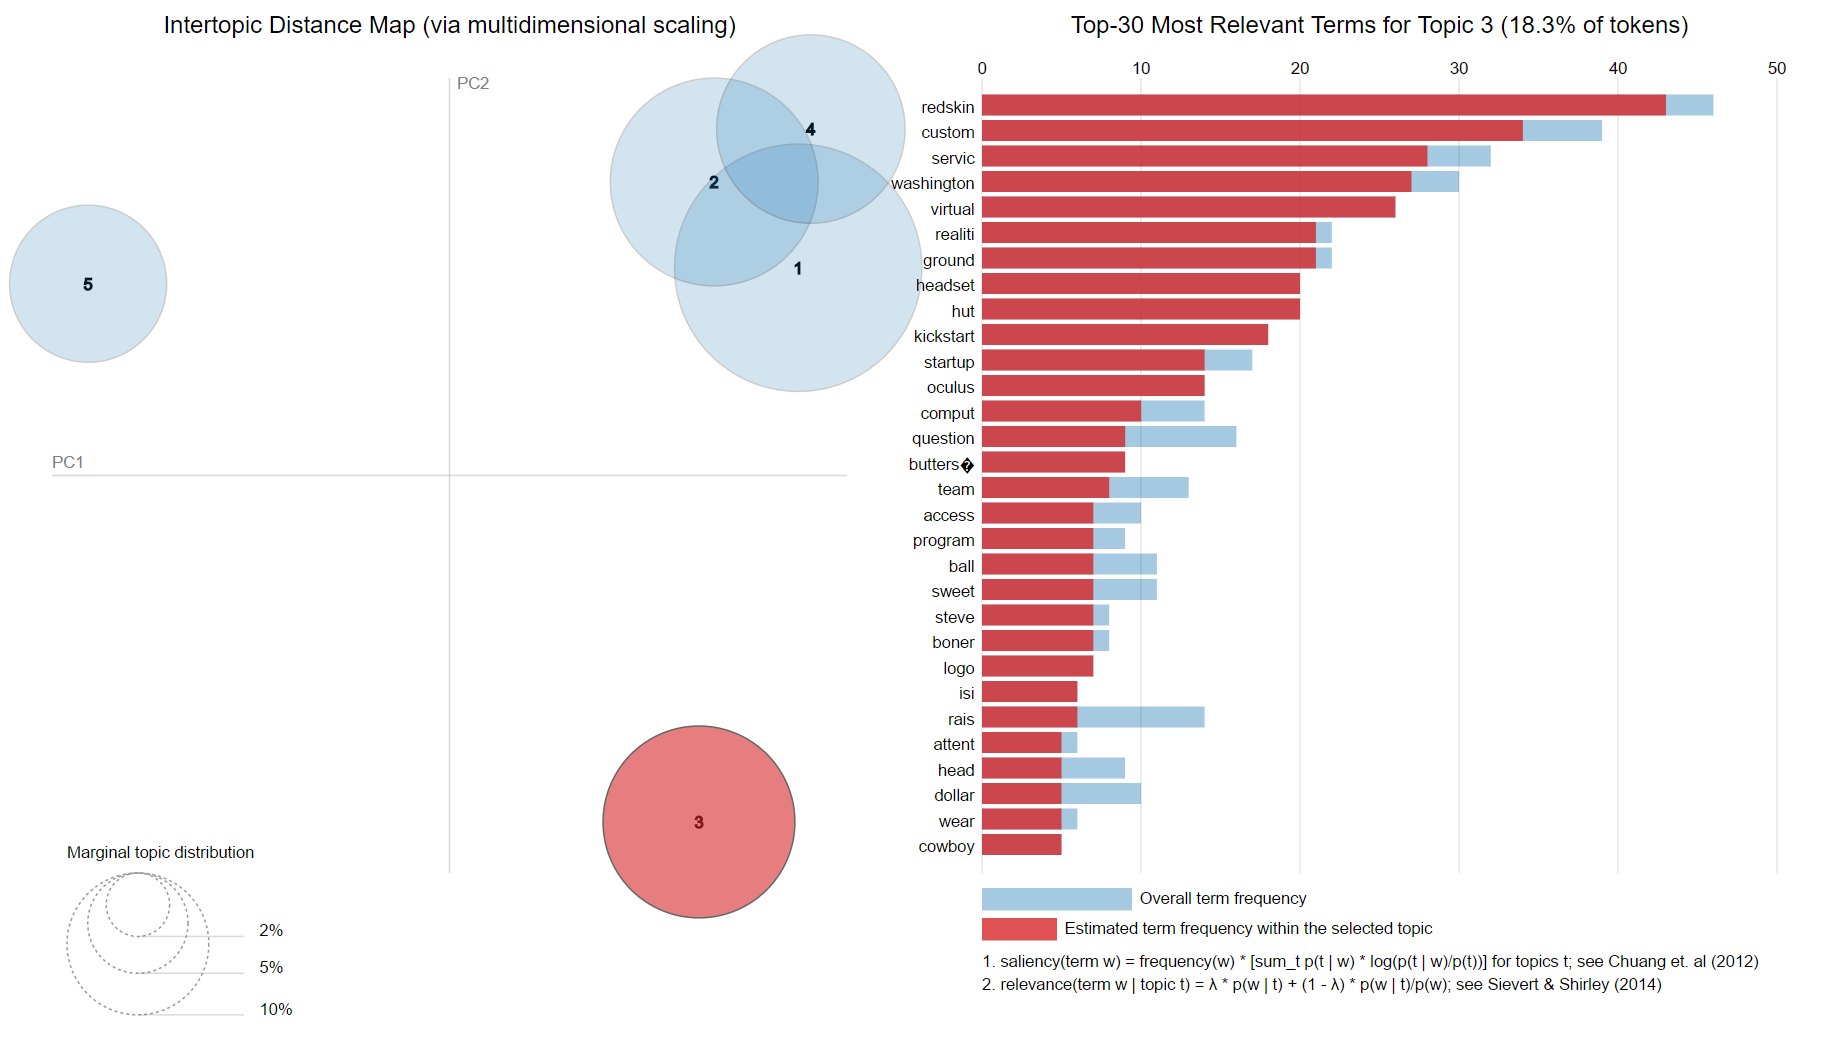 Intertopic Distance Map (via multidimensional scaling)
PC2
PC1
4
2
1
5
3
Marginal topic distribution
2%
5%
10%
Top-30 Most Relevant Terms for Topic 3 (18.3% of tokens)
0 10 20 30 40 50
redskin
custom
servic
washington
virtual
realiti
ground
headset
hut
kickstart
startup
oculus
comput
question
butters�
team
access
program
ball
sweet
steve
boner
logo
isi
rais
attent
head
dollar
wear
cowboy
Overall term frequency
Estimated term frequency within the selected topic
1. saliency(term w) = frequency(w) * [sum_t p(t | w) * log(p(t | w)/p(t))] for topics t; see Chuang et. al (2012)
2. relevance(term w | topic t) = λ * p(w | t) + (1 - λ) * p(w | t)/p(w); see Sievert & Shirley (2014)